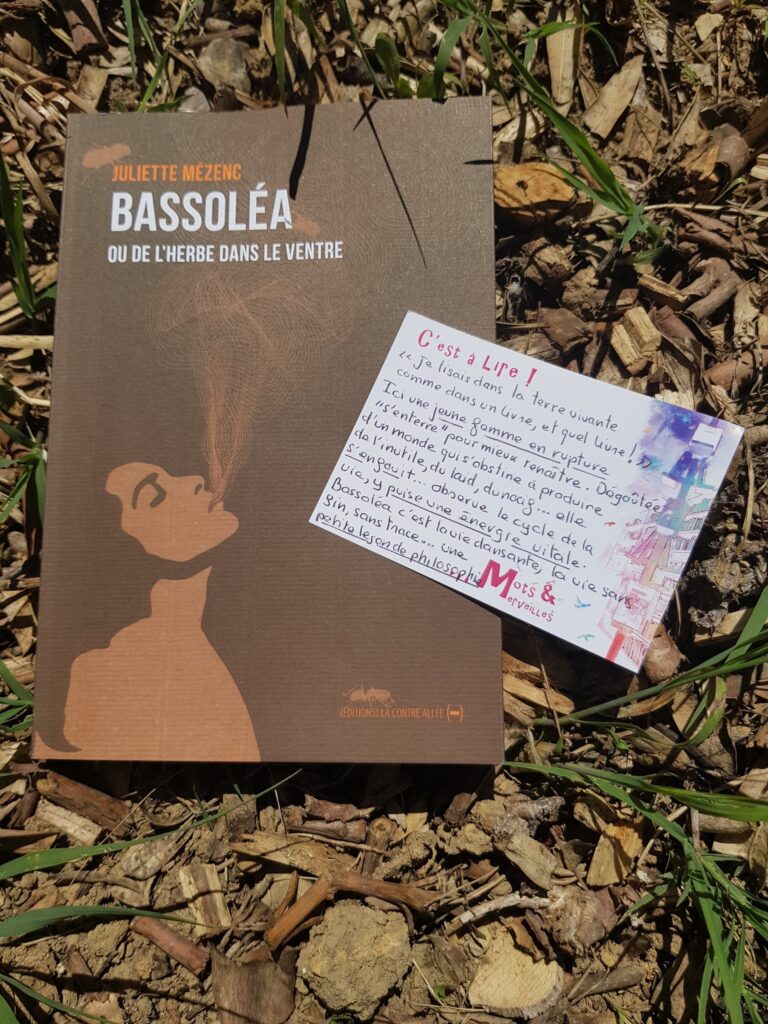 JULIETTE MÉZENC
BASSOLÉA
OU DE L'HERBE DANS LE VENTRE
(ÉDITIONS) LA CONTRE ALLÉE (•••)
C'est à Lire !
"Je lisais dans la terre vivante
comme dans un livre, et quel livre !"
Ici une jeune femme en rupture
"s'enterre" pour mieux renaître. Dégoûtée
d'un monde qui s'obstine à produire
de l'inutile, du laid, du nocif... elle
s'enfouit... observe le cycle de la
vie, y puise une énergie vitale.
Bassoléa c'est la vie dansante, la vie sans
fin, sans trace... une
petite leçon de philosophie
Mots &
Merveilles